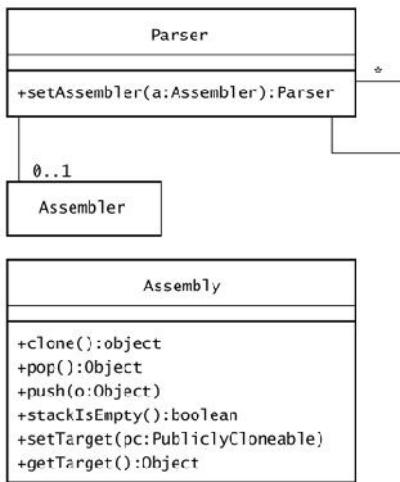 Parser
+setAssembler(a:Assembler):Parser
*
0..1
Assembler
Assembly
+clone():object
+pop():Object
+push(o:Object)
+stackIsEmpty():boolean
+setTarget(pc:PubliclyCloneable)
+getTarget():Object